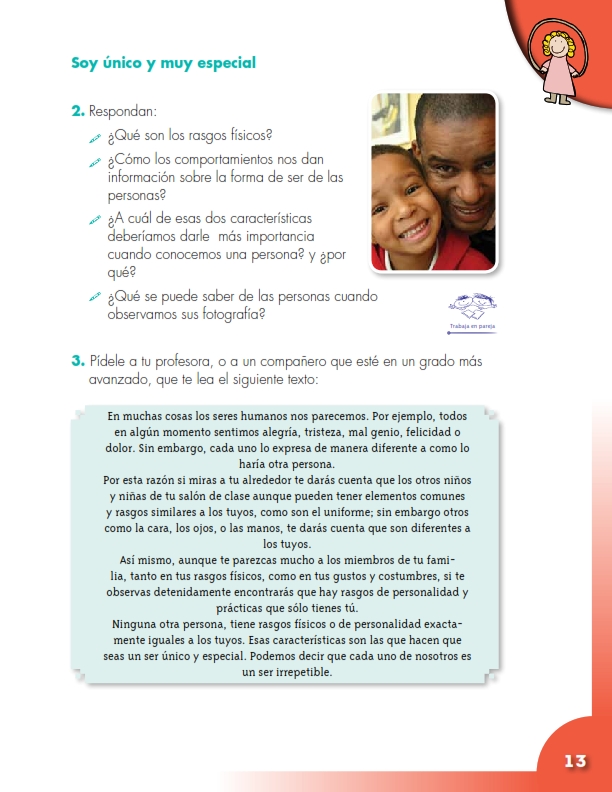 Soy único y muy especial
2. Respondan:
¿Qué son los rasgos físicos?
¿Cómo los comportamientos nos dan
información sobre la forma de ser de las
personas?
¿A cuál de esas dos características
deberíamos darle  más importancia
cuando conocemos una persona? y ¿por
qué?
¿Qué se puede saber de las personas cuando
observamos sus fotografía?
Trabaja en pareja
3. Pídele a tu profesora, o a un compañero que esté en un grado más
avanzado, que te lea el siguiente texto:
En muchas cosas los seres humanos nos parecemos. Por ejemplo, todos
en algún momento sentimos alegría, tristeza, mal genio, felicidad o
dolor. Sin embargo, cada uno lo expresa de manera diferente a como lo
haría otra persona.
Por esta razón si miras a tu alrededor te darás cuenta que los otros niños
y niñas de tu salón de clase aunque pueden tener elementos comunes
y rasgos similares a los tuyos, como son el uniforme; sin embargo otros
como la cara, los ojos, o las manos, te darás cuenta que son diferentes a
los tuyos.
Así mismo, aunque te parezcas mucho a los miembros de tu fami-
lia, tanto en tus rasgos físicos, como en tus gustos y costumbres, si te
observas detenidamente encontrarás que hay rasgos de personalidad y
prácticas que sólo tienes tú.
Ninguna otra persona, tiene rasgos físicos o de personalidad exacta-
mente iguales a los tuyos. Esas características son las que hacen que
seas un ser único y especial. Podemos decir que cada uno de nosotros es
un ser irrepetible.
13